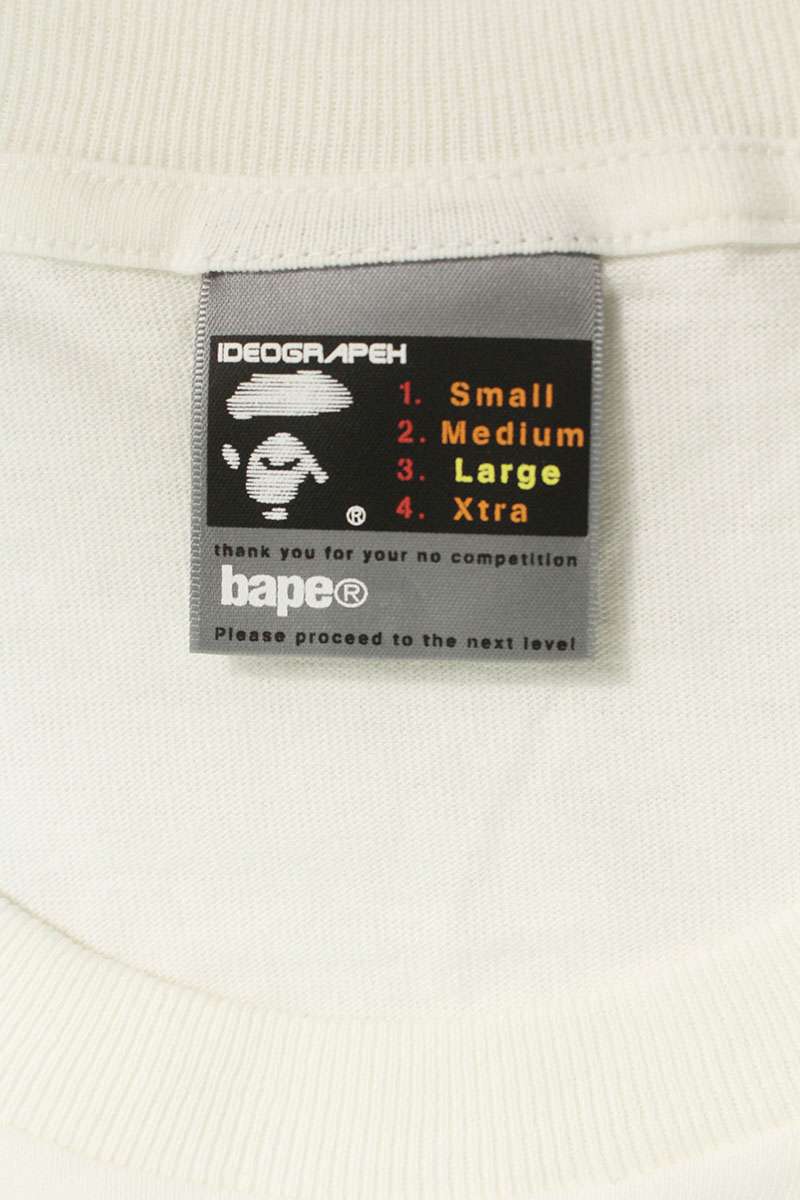 IDEOGRAPEH
1. Small
2. Medium
3. Large
4. Xtra
®
thank you for your no competition
bape®
Please proceed to the next level